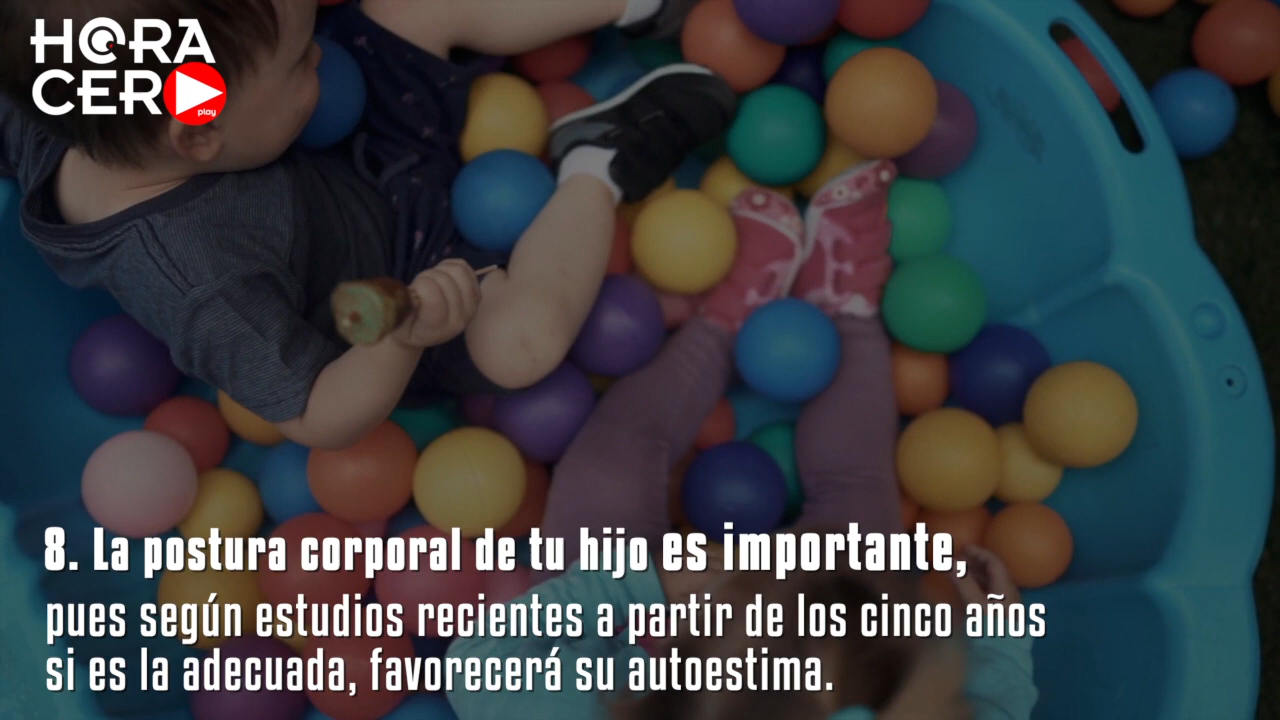 HORA
CERO
play
8. La postura corporal de tu hijo es importante,
pues según estudios recientes a partir de los cinco años
si es la adecuada, favorecerá su autoestima.